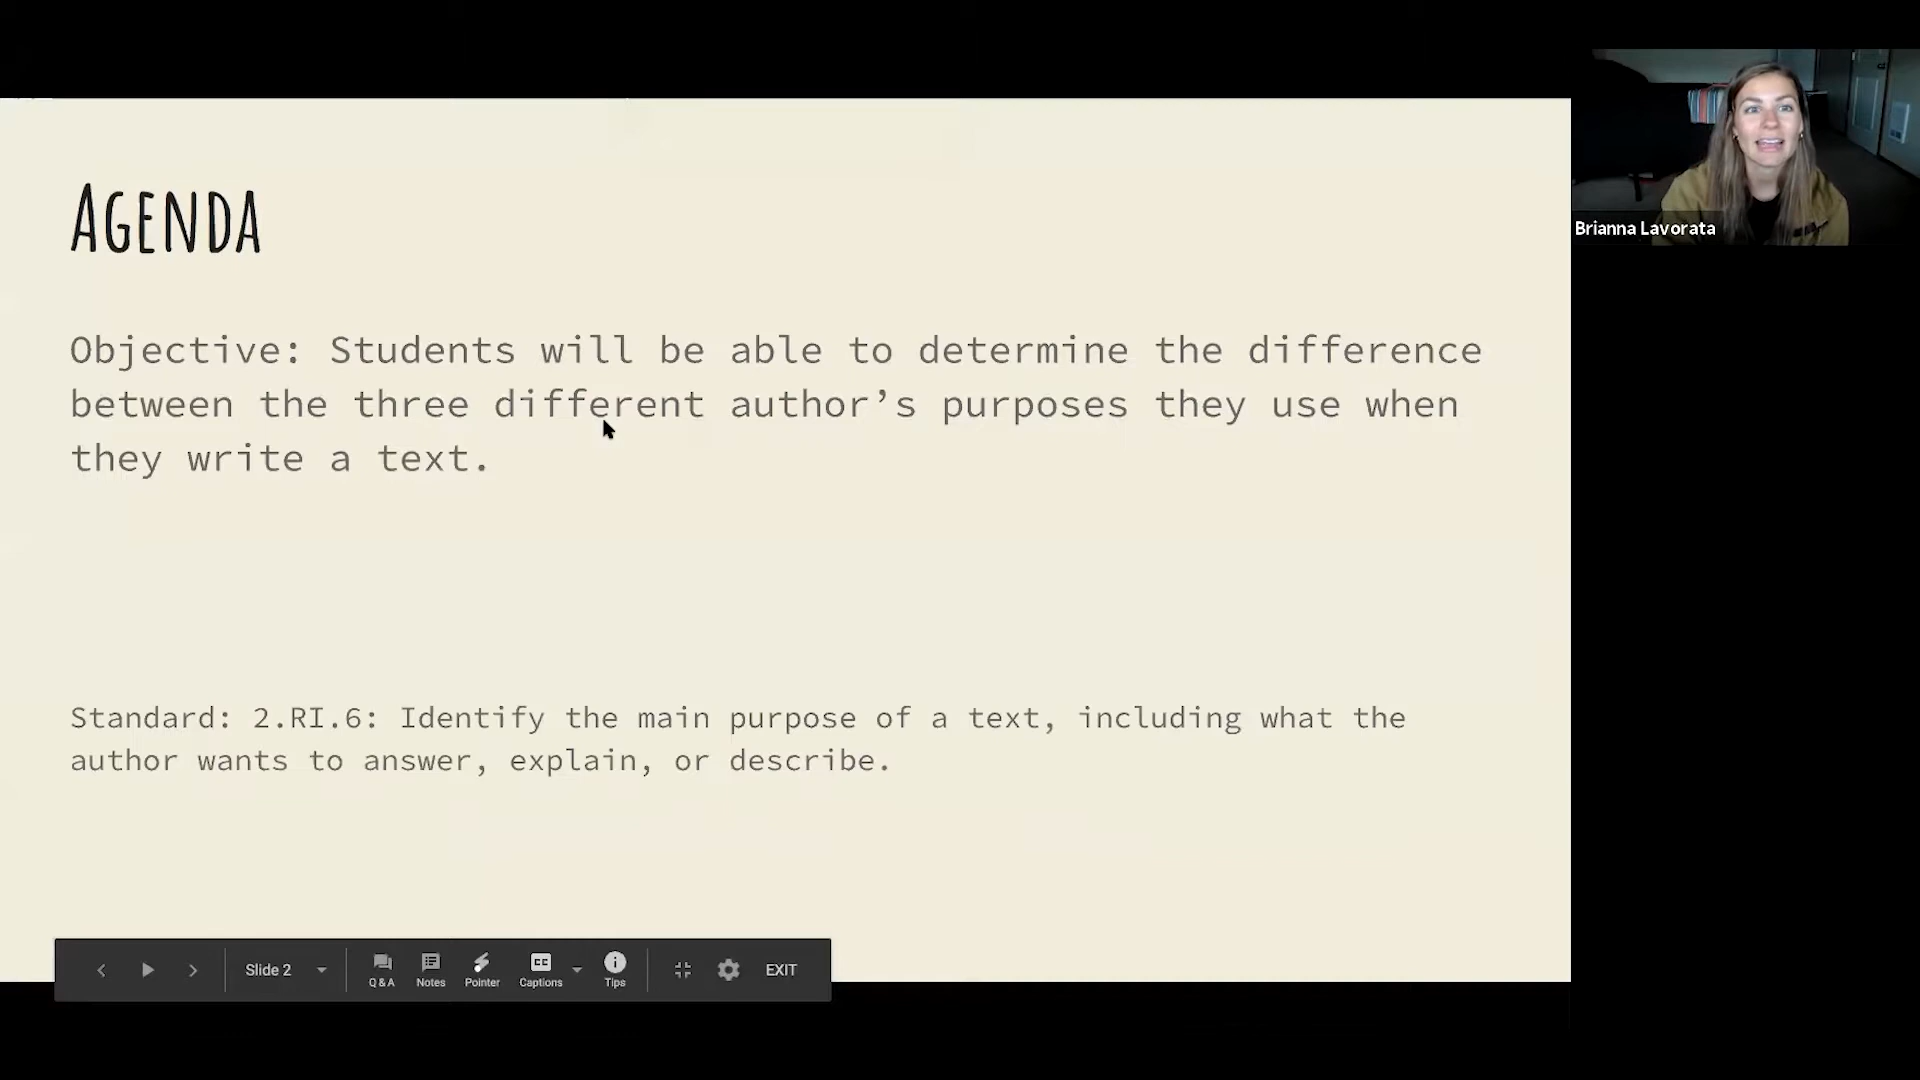 AGENDA
Objective: Students will be able to determine the difference
between the three different author’s purposes they use when
they write a text.
Standard: 2.RI.6: Identify the main purpose of a text, including what the
author wants to answer, explain, or describe.
Brianna Lavorata
Slide 2
Q & A
Notes
Pointer
CC
Captions
Tips
EXIT